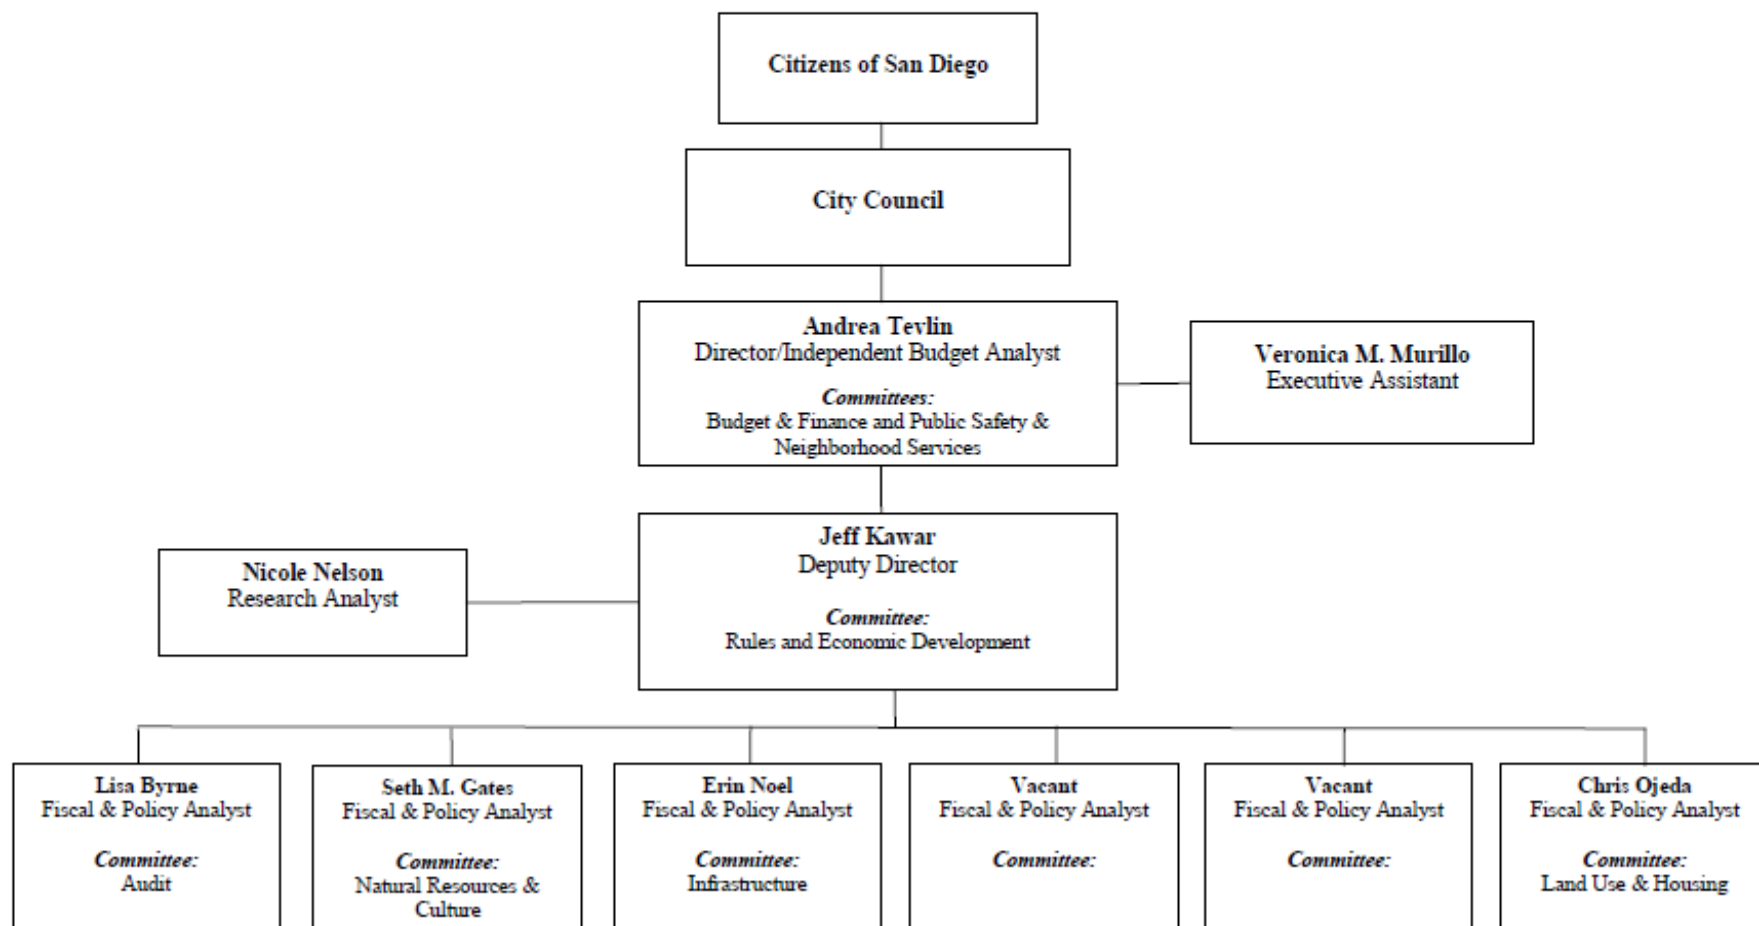 Citizens of San Diego
City Council
Andrea Tevlin
Director/Independent Budget Analyst
Committees:
Budget & Finance and Public Safety &
Neighborhood Services
Veronica M. Murillo
Executive Assistant
Jeff Kawar
Deputy Director
Committee:
Rules and Economic Development
Nicole Nelson
Research Analyst
Lisa Byrne
Fiscal & Policy Analyst
Committee:
Audit
Seth M. Gates
Fiscal & Policy Analyst
Committee:
Natural Resources &
Culture
Erin Noel
Fiscal & Policy Analyst
Committee:
Infrastructure
Vacant
Fiscal & Policy Analyst
Committee:
Vacant
Fiscal & Policy Analyst
Committee:
Chris Ojeda
Fiscal & Policy Analyst
Committee:
Land Use & Housing